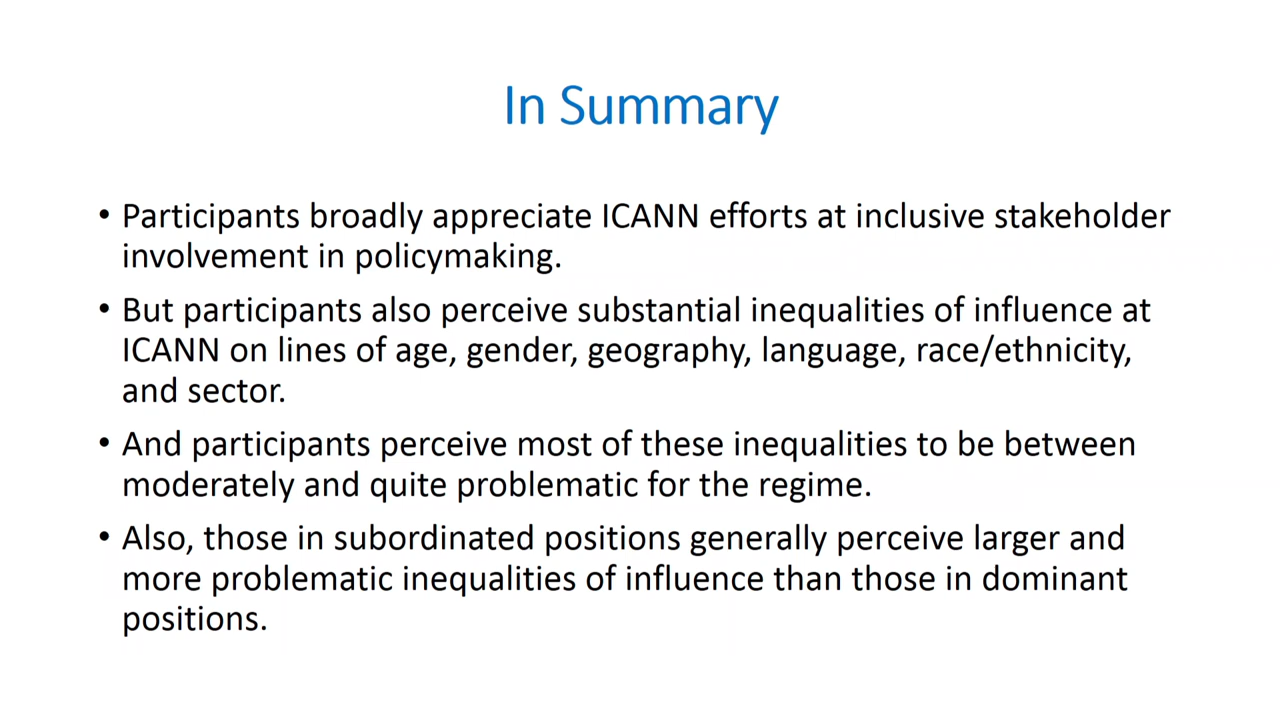 In Summary
• Participants broadly appreciate ICANN efforts at inclusive stakeholder
involvement in policymaking.
• But participants also perceive substantial inequalities of influence at
ICANN on lines of age, gender, geography, language, race/ethnicity,
and sector.
• And participants perceive most of these inequalities to be between
moderately and quite problematic for the regime.
• Also, those in subordinated positions generally perceive larger and
more problematic inequalities of influence than those in dominant
positions.